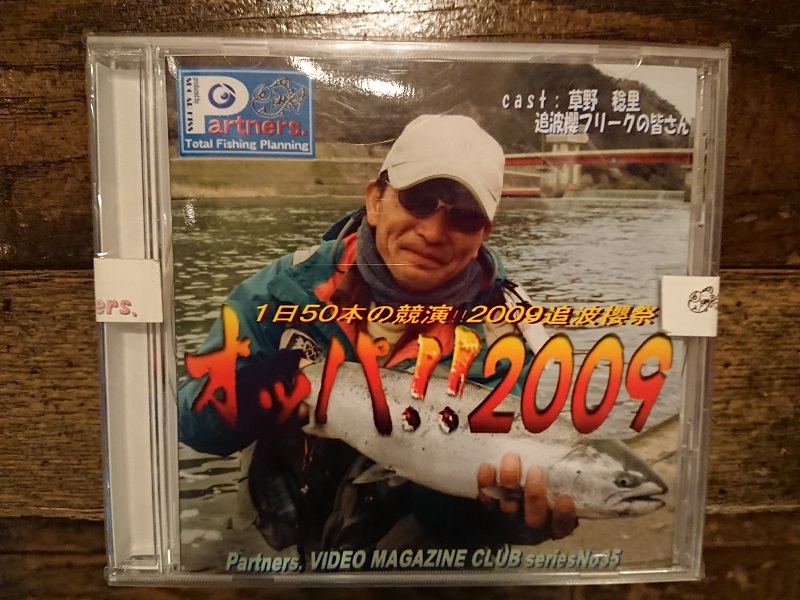 Partners.
Total Fishing Planning
cast：草野 稔里
追波櫻フリークの皆さん
1日50本の競演!!2009追波櫻祭
オッパ!!2009
ers.
Partners. VIDEO MAGAZINE CLUB seriesNo35